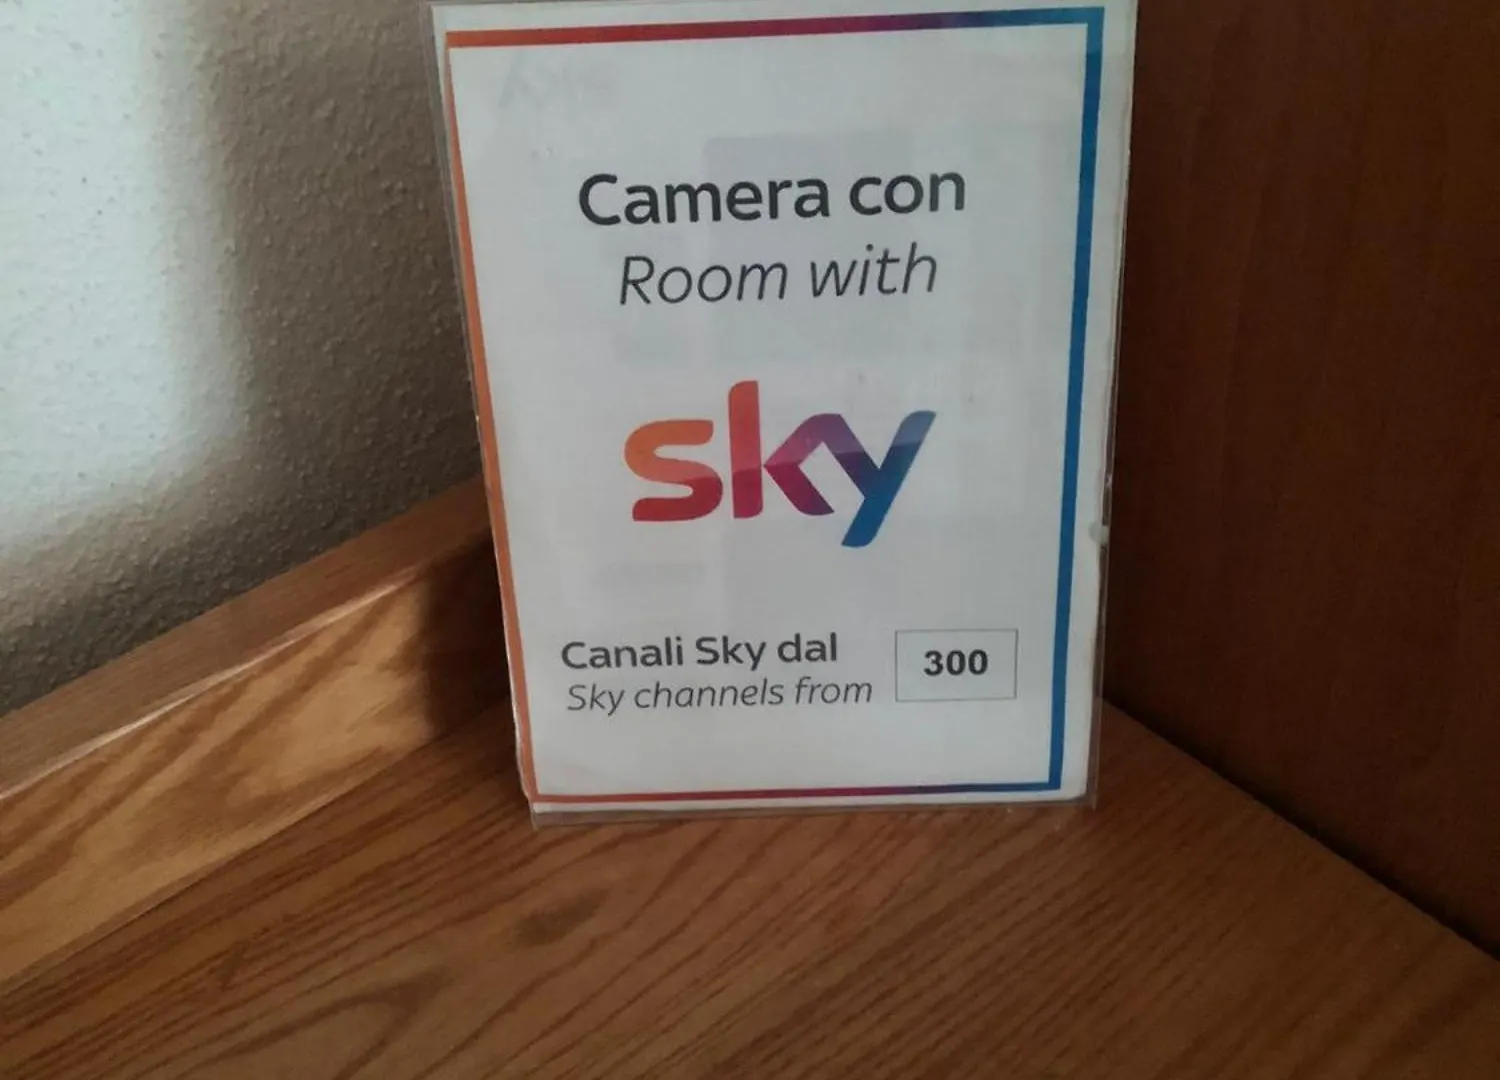 Camera con
Room with
sky
Canali Sky dal
Sky channels from
300